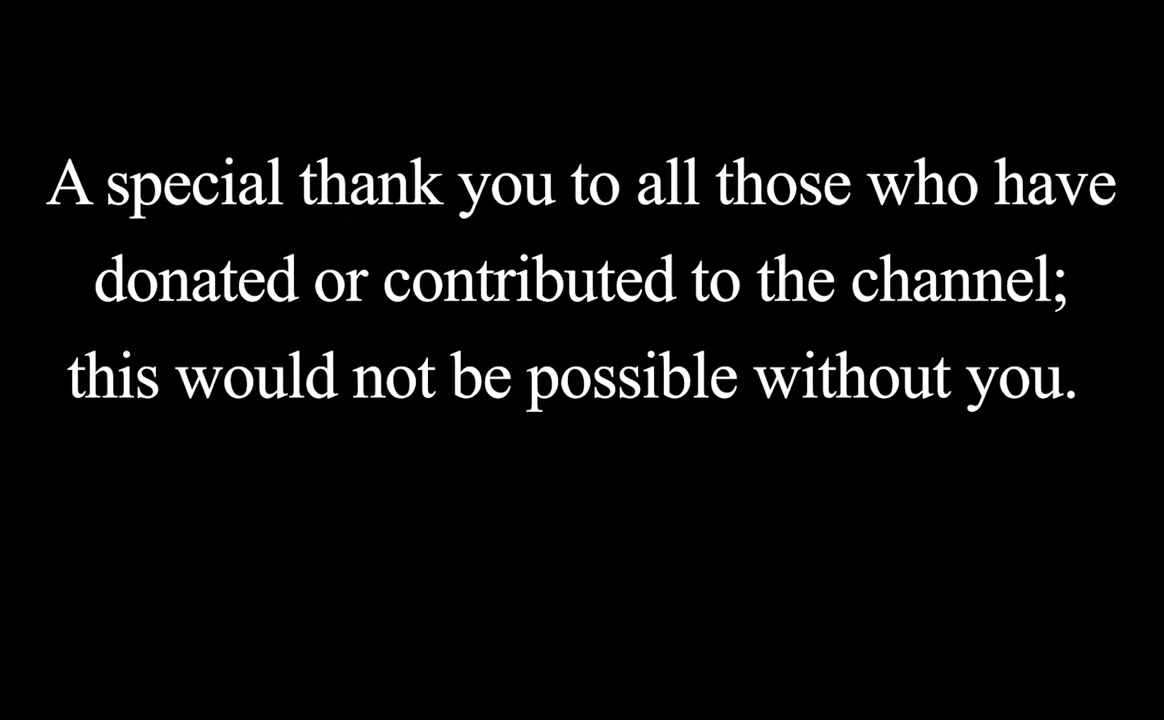 A special thank you to all those who have
donated or contributed to the channel;
this would not be possible without you.